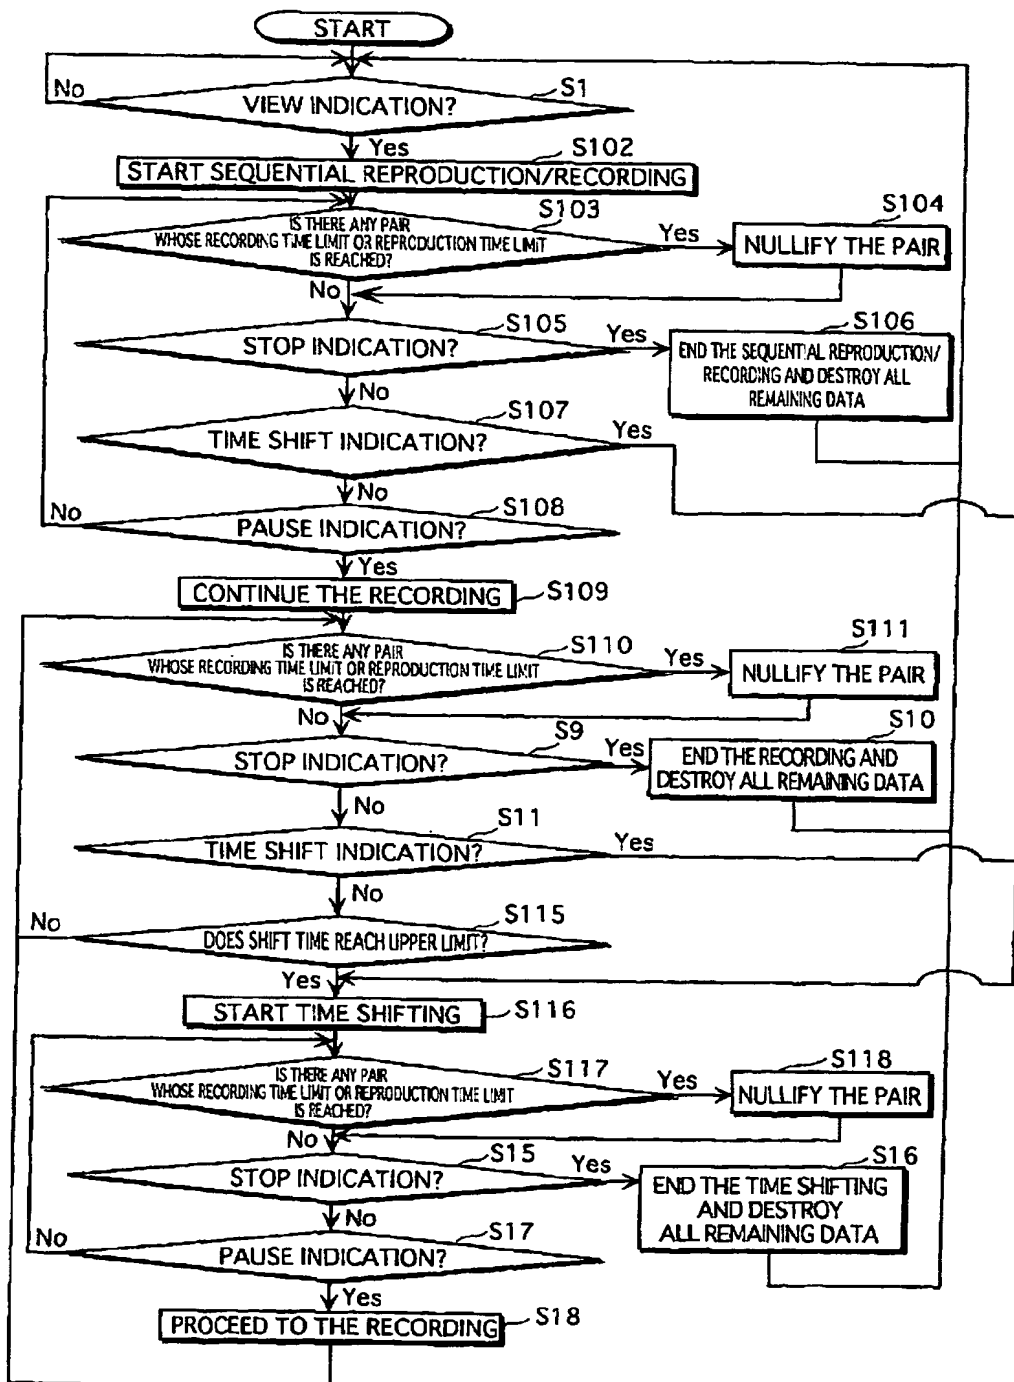 START
No
VIEW INDICATION?
S1
Yes
S102
START SEQUENTIAL REPRODUCTION/RECORDING
S103
IS THERE ANY PAIR
WHOSE RECORDING TIME LIMIT OR REPRODUCTION TIME LIMIT
IS REACHED?
Yes
S104
NULLIFY THE PAIR
No
S105
STOP INDICATION?
Yes
S106
END THE SEQUENTIAL REPRODUCTION/
RECORDING AND DESTROY ALL
REMAINING DATA
No
S107
TIME SHIFT INDICATION?
Yes
No
No
S108
PAUSE INDICATION?
Yes
CONTINUE THE RECORDING
S109
S110
IS THERE ANY PAIR
WHOSE RECORDING TIME LIMIT OR REPRODUCTION TIME LIMIT
IS REACHED?
Yes
S111
NULLIFY THE PAIR
No
S9
STOP INDICATION?
Yes
S10
END THE RECORDING AND
DESTROY ALL REMAINING DATA
No
S11
TIME SHIFT INDICATION?
Yes
No
No
S115
DOES SHIFT TIME REACH UPPER LIMIT?
Yes
START TIME SHIFTING
S116
S117
IS THERE ANY PAIR
WHOSE RECORDING TIME LIMIT OR REPRODUCTION TIME LIMIT
IS REACHED?
Yes
S118
NULLIFY THE PAIR
No
S15
STOP INDICATION?
Yes
S16
END THE TIME SHIFTING
AND DESTROY
ALL REMAINING DATA
No
No
S17
PAUSE INDICATION?
Yes
PROCEED TO THE RECORDING
S18